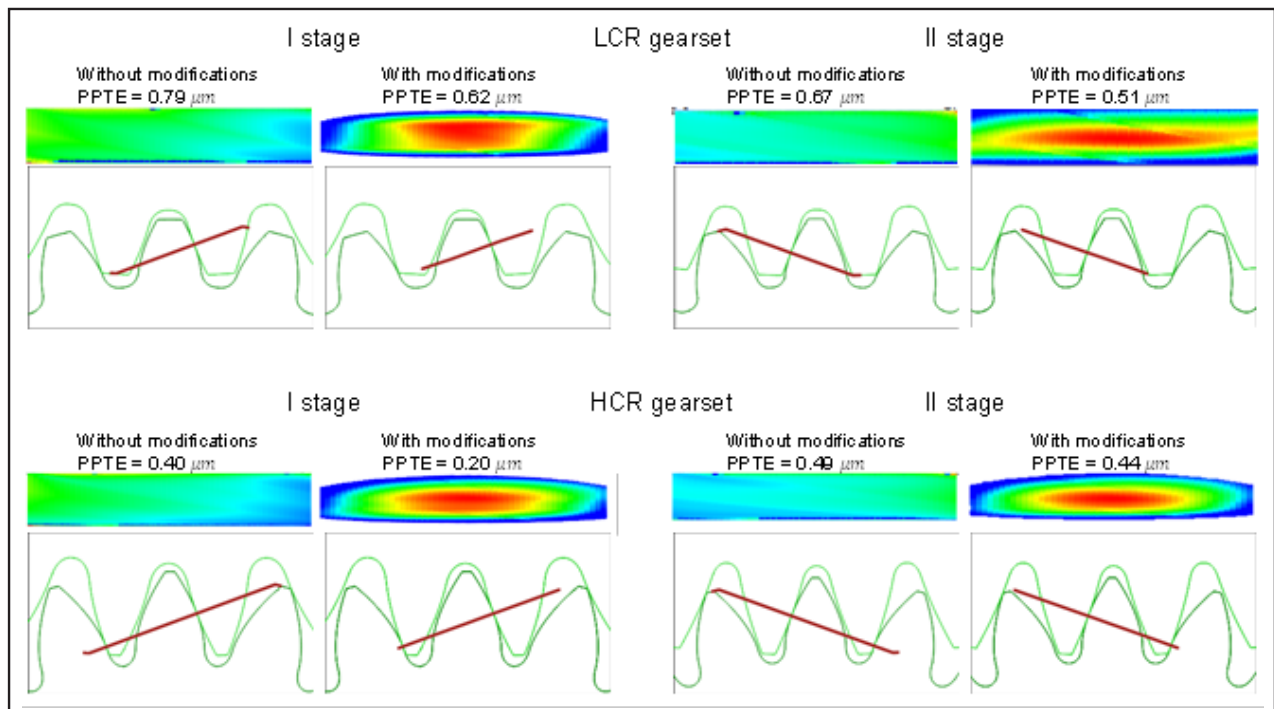 I stage LCR gearset II stage
Without modifications With modifications Without modifications With modifications
PPTE = 0.79 μm PPTE = 0.62 μm PPTE = 0.67 μm PPTE = 0.51 μm
I stage HCR gearset II stage
Without modifications With modifications Without modifications With modifications
PPTE = 0.40 μm PPTE = 0.20 μm PPTE = 0.49 μm PPTE = 0.44 μm